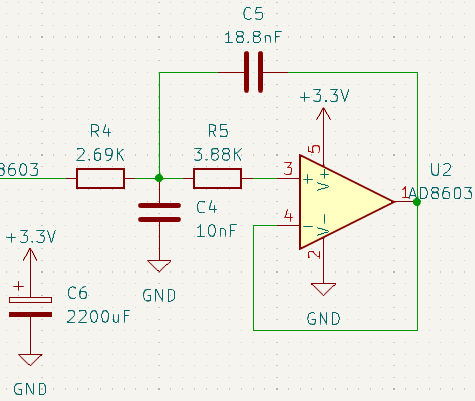 C5
18.8nF
+3.3V
R4
2.69K
R5
3.88K
8603
5
3
+
V+
U2
1
AD8603
4
-
V-
2
C4
10nF
+3.3V
GND
+
C6
2200uF
GND
GND